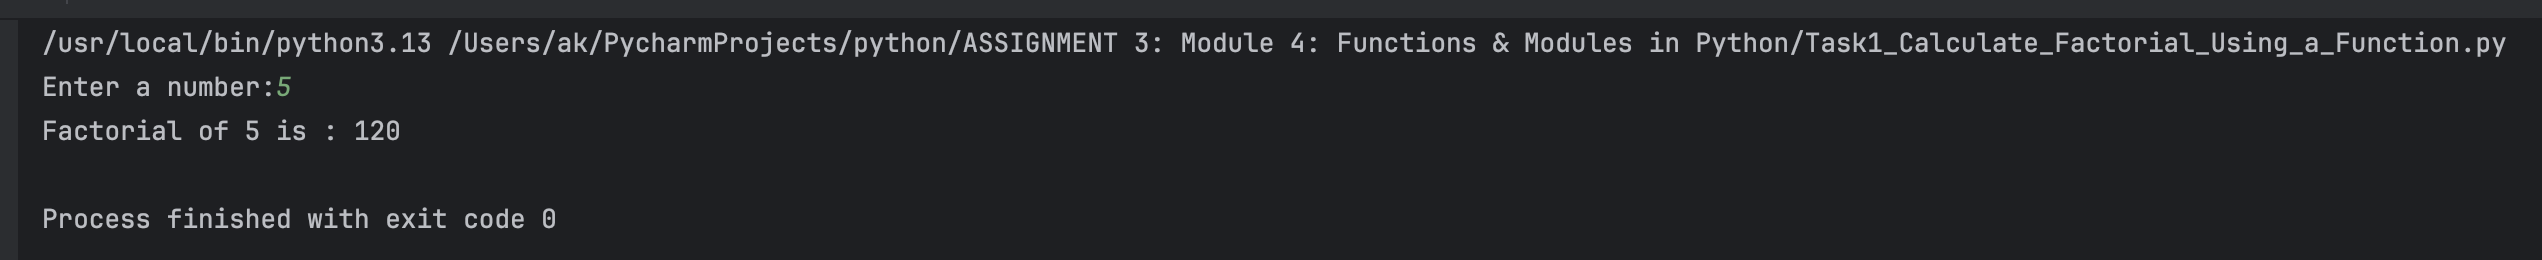 /usr/local/bin/python3.13 /Users/ak/PycharmProjects/python/ASSIGNMENT 3: Module 4: Functions & Modules in Python/Task1_Calculate_Factorial_Using_a_Function.py
Enter a number:5
Factorial of 5 is : 120
Process finished with exit code 0